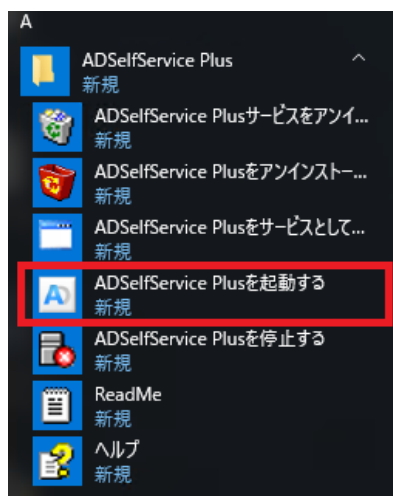 A
ADSelfService Plus
新規
ADSelfService Plusサービスをアンイ...
新規
ADSelfService Plusをアンインストー...
新規
ADSelfService Plusをサービスとして...
新規
ADSelfService Plusを起動する
新規
ADSelfService Plusを停止する
新規
ReadMe
新規
ヘルプ
新規